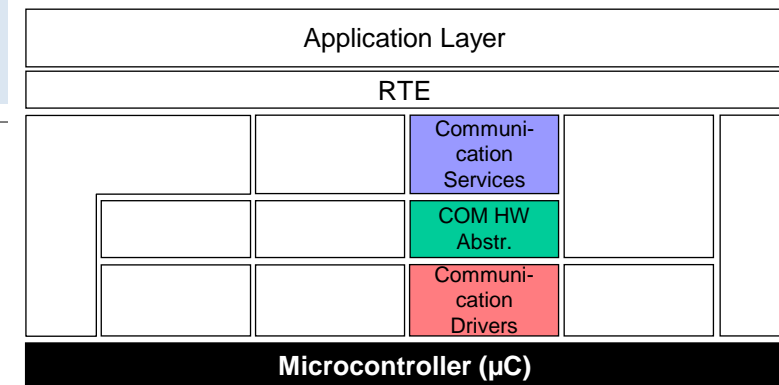 Application Layer
RTE
Communi-
cation
Services
COM HW
Abstr.
Communi-
cation
Drivers
Microcontroller (µC)